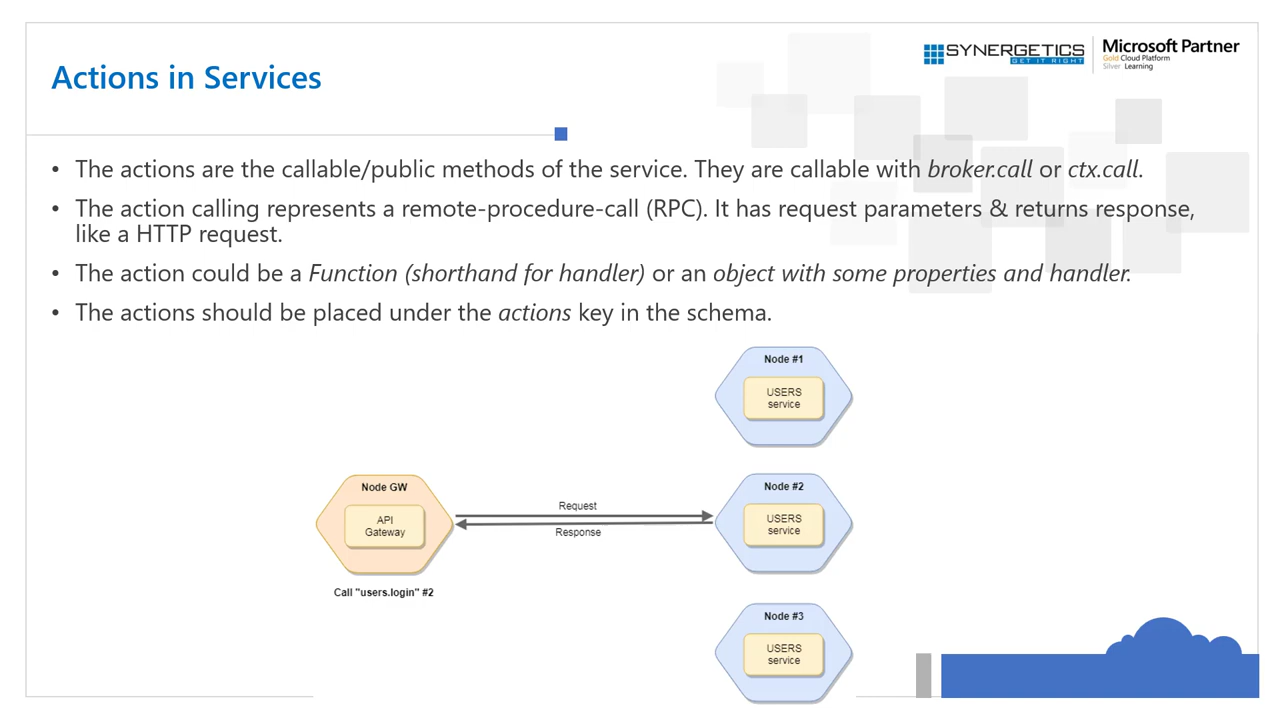 SYNERGETICS
GET IT RIGHT
Microsoft Partner
Gold Cloud Platform
Silver Learning
Actions in Services
• The actions are the callable/public methods of the service. They are callable with broker.call or ctx.call.
• The action calling represents a remote-procedure-call (RPC). It has request parameters & returns response,
like a HTTP request.
• The action could be a Function (shorthand for handler) or an object with some properties and handler.
• The actions should be placed under the actions key in the schema.
Node #1
USERS
service
Node GW
API
Gateway
Call "users.login" #2
Request
Response
Node #2
USERS
service
Node #3
USERS
service